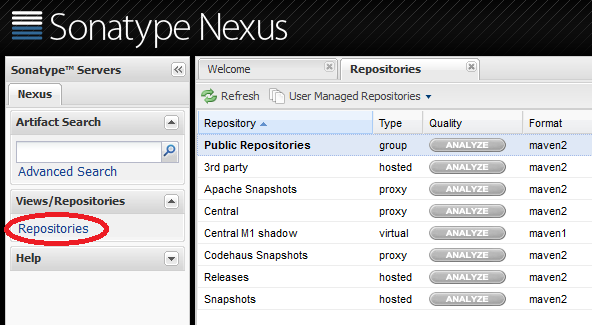 Sonatype Nexus
Sonatype™ Servers
Nexus
Artifact Search
Advanced Search
Views/Repositories
Repositories
Help
Welcome
Repositories
Refresh User Managed Repositories
Repository Type Quality Format
Public Repositories group ANALYZE maven2
3rd party hosted ANALYZE maven2
Apache Snapshots proxy ANALYZE maven2
Central proxy ANALYZE maven2
Central M1 shadow virtual ANALYZE maven1
Codehaus Snapshots proxy ANALYZE maven2
Releases hosted ANALYZE maven2
Snapshots hosted ANALYZE maven2